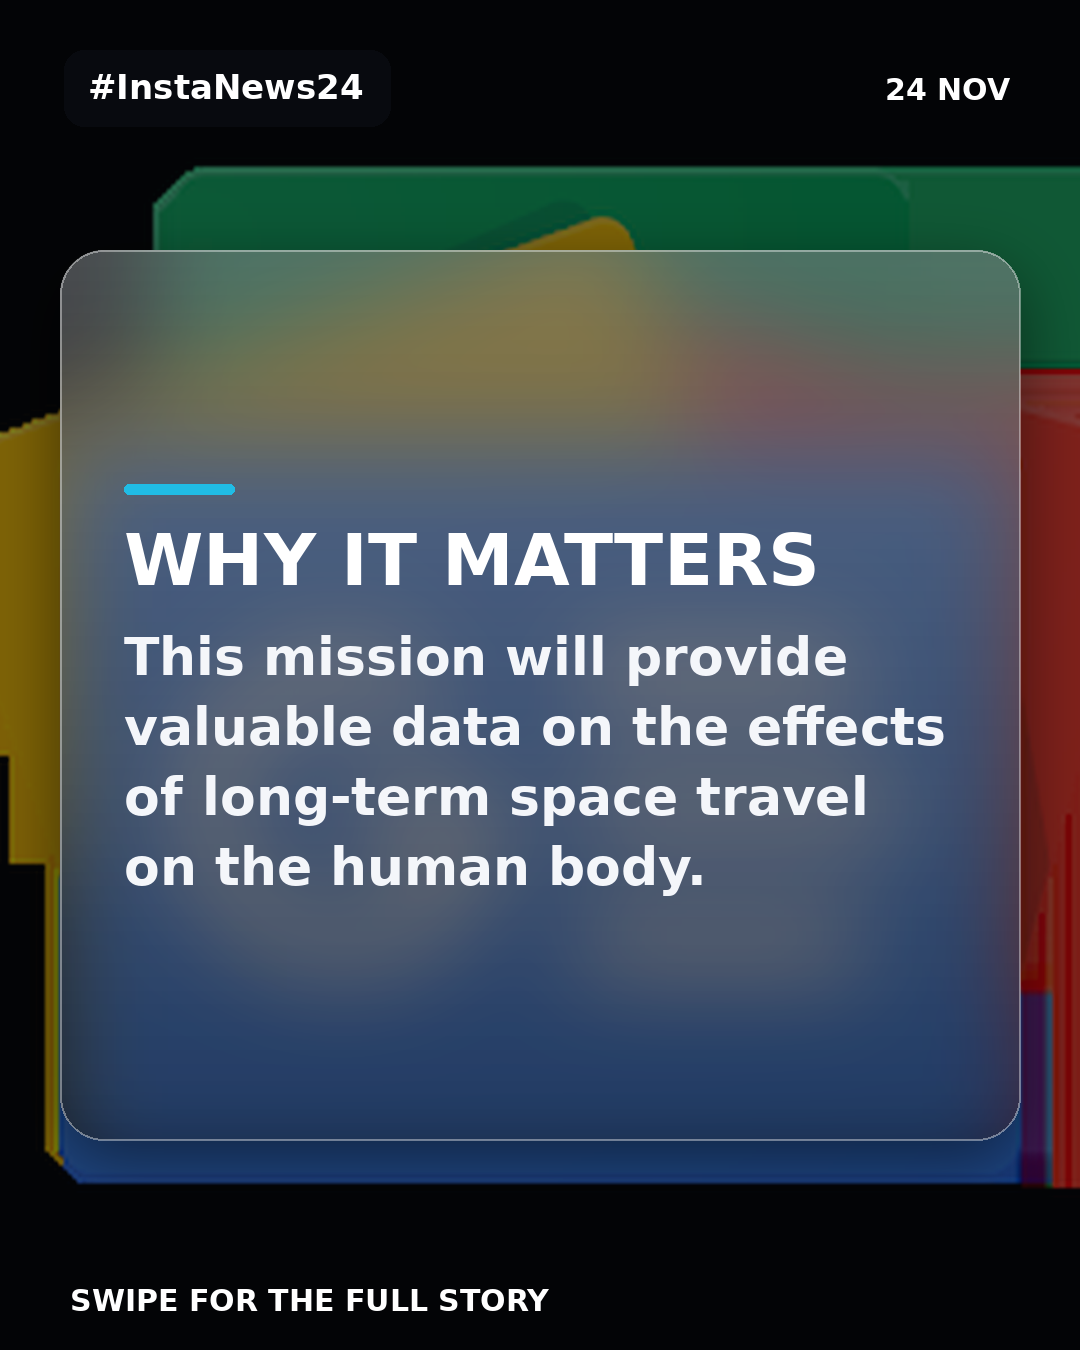 #InstaNews24
24 NOV
WHY IT MATTERS
This mission will provide
valuable data on the effects
of long-term space travel
on the human body.
SWIPE FOR THE FULL STORY